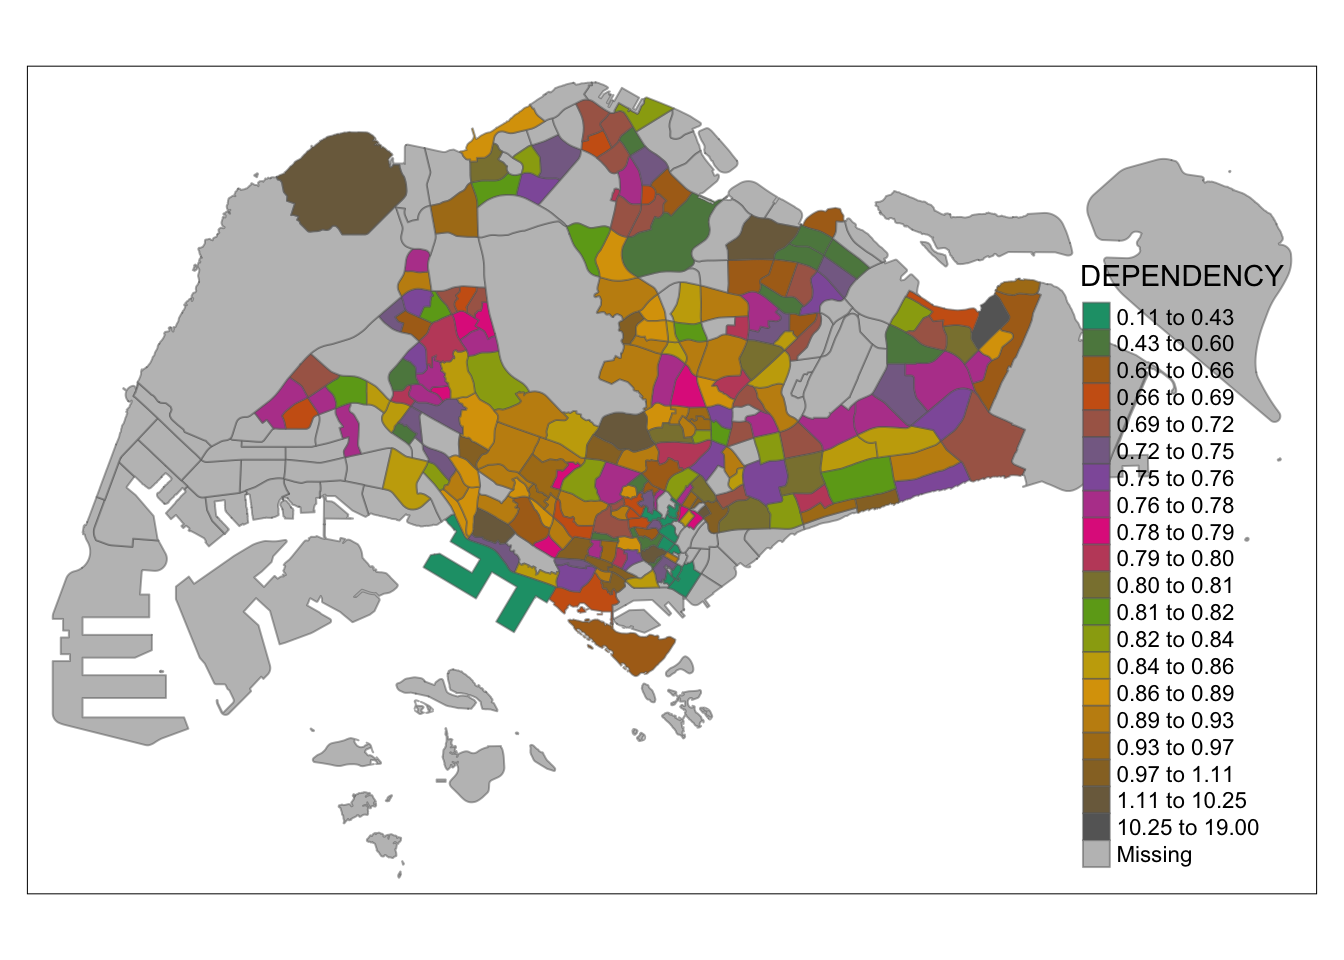 DEPENDENCY
0.11 to 0.43
0.43 to 0.60
0.60 to 0.66
0.66 to 0.69
0.69 to 0.72
0.72 to 0.75
0.75 to 0.76
0.76 to 0.78
0.78 to 0.79
0.79 to 0.80
0.80 to 0.81
0.81 to 0.82
0.82 to 0.84
0.84 to 0.86
0.86 to 0.89
0.89 to 0.93
0.93 to 0.97
0.97 to 1.11
1.11 to 10.25
10.25 to 19.00
Missing